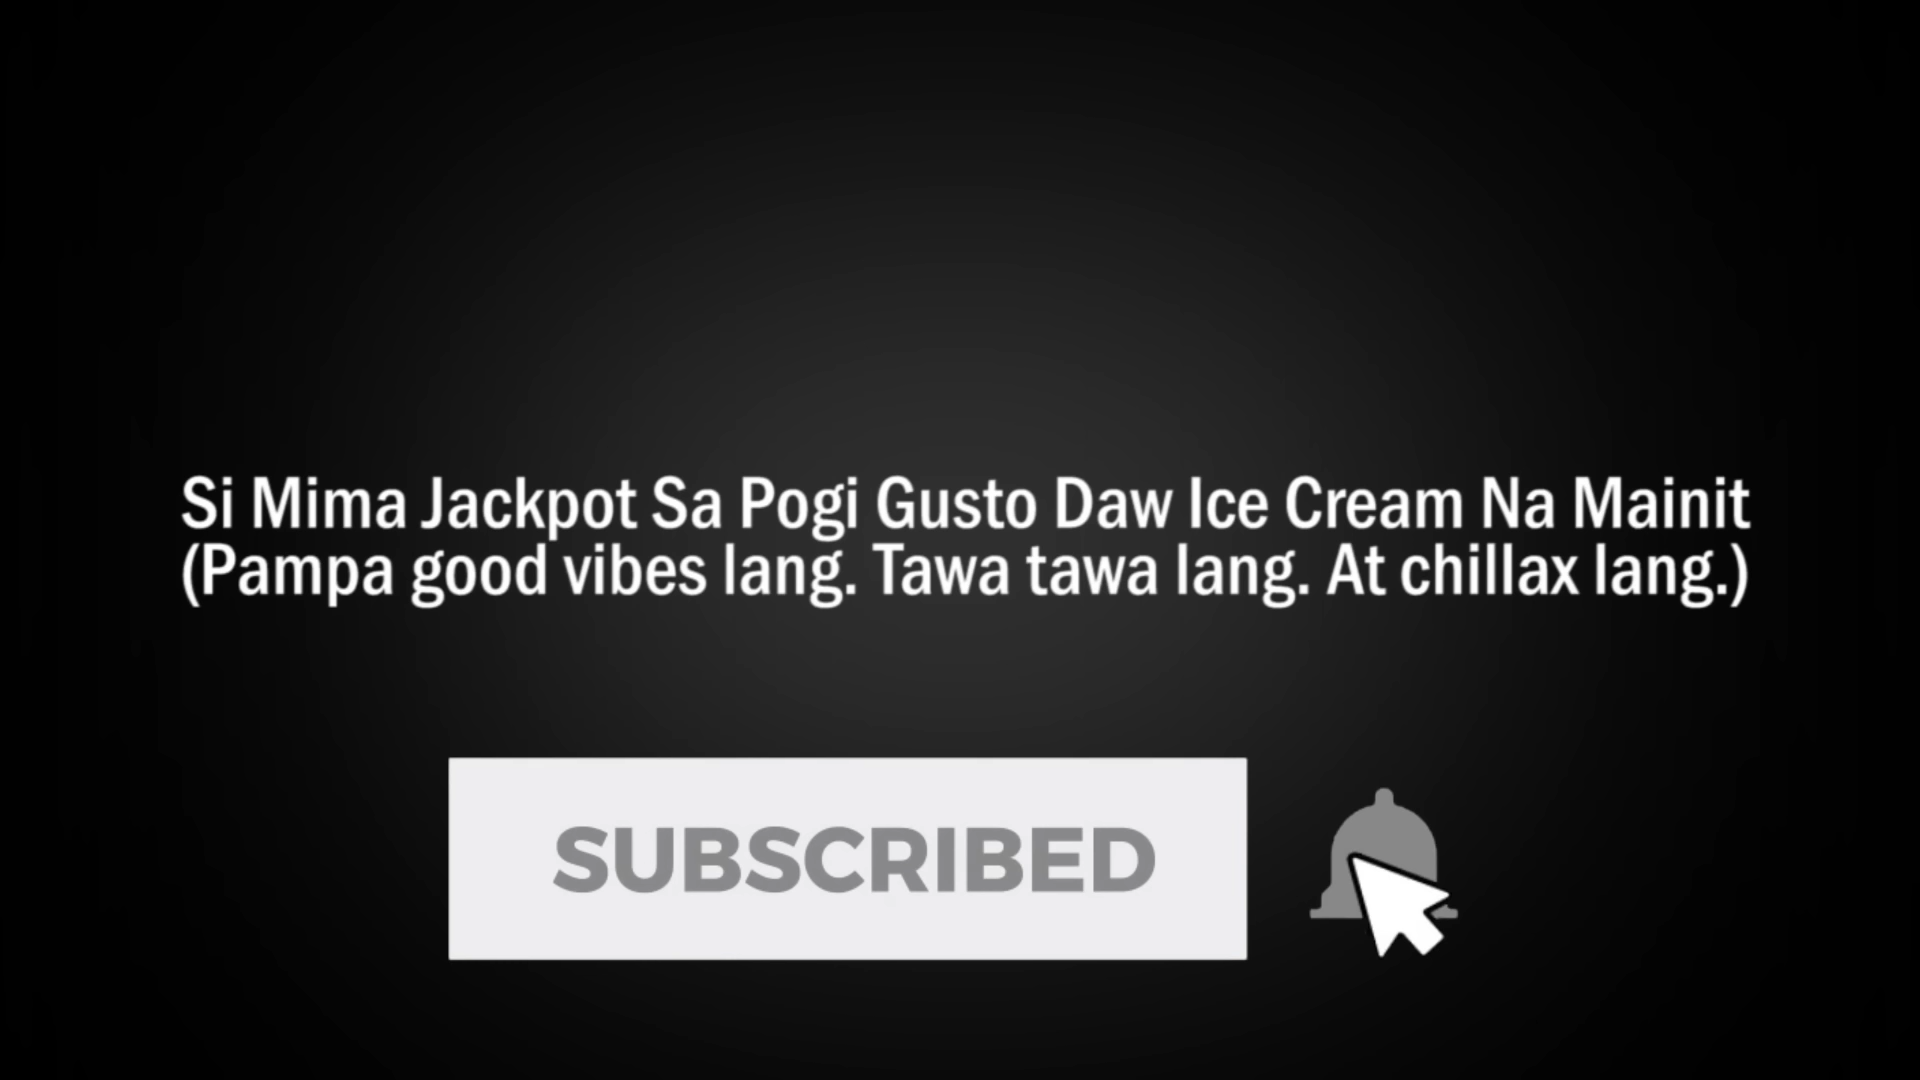 Si Mima Jackpot Sa Pogi Gusto Daw Ice Cream Na Mainit
(Pampa good vibes lang. Tawa tawa lang. At chillax lang.)
SUBSCRIBED